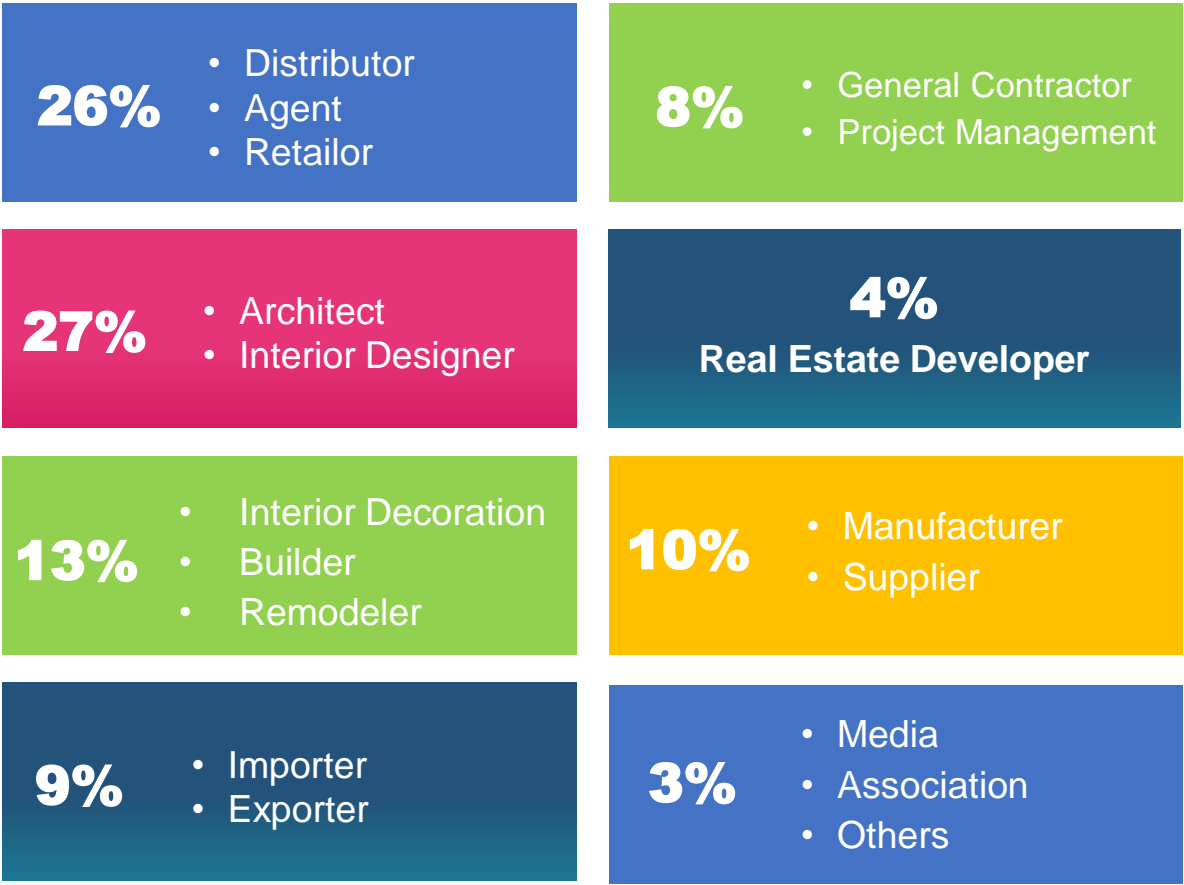 26%
• Distributor
• Agent
• Retailor
8%
• General Contractor
• Project Management
27%
• Architect
• Interior Designer
4%
Real Estate Developer
13%
• Interior Decoration
• Builder
• Remodeler
10%
• Manufacturer
• Supplier
9%
• Importer
• Exporter
3%
• Media
• Association
• Others